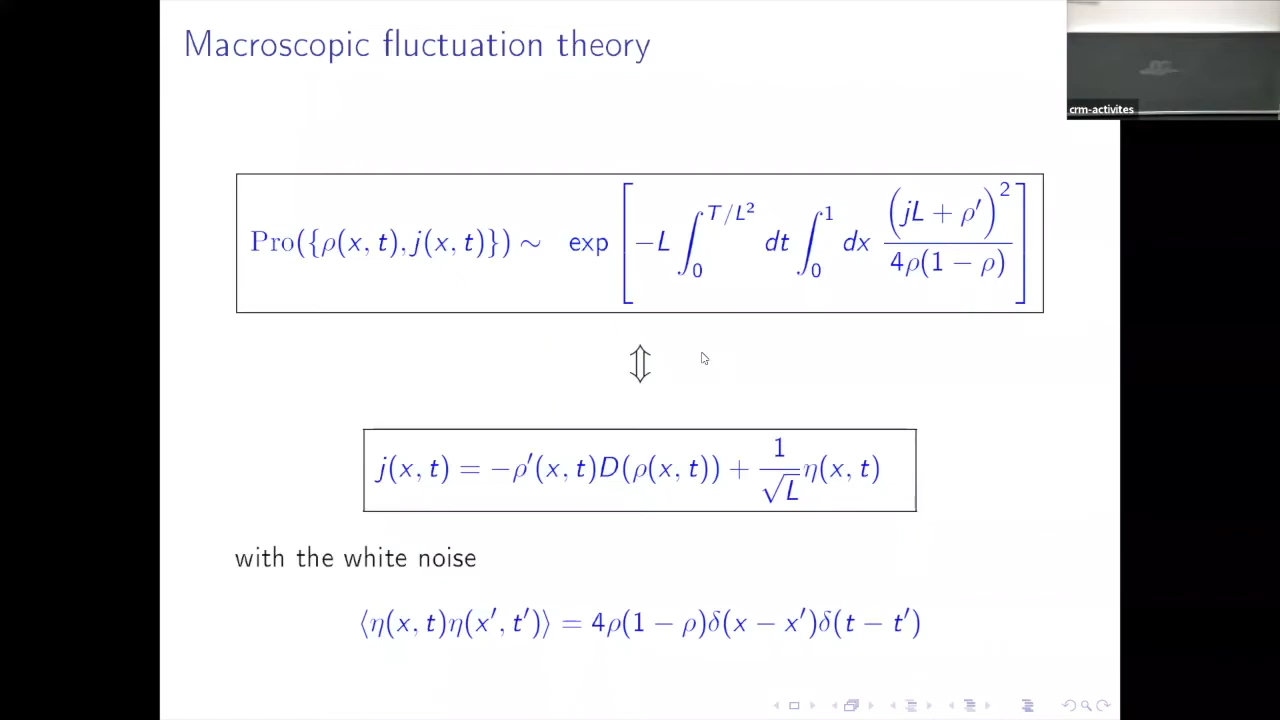 Macroscopic fluctuation theory
crm-activites
Pro({ρ(x, t), j(x, t)}) ∼ exp [ −L ∫₀^{T/L²} dt ∫₀¹ dx (jL + ρ′)² / 4ρ(1 − ρ) ]
⇕
j(x, t) = −ρ′(x, t)D(ρ(x, t)) + 1/√L η(x, t)
with the white noise
⟨η(x, t)η(x′, t′)⟩ = 4ρ(1 − ρ)δ(x − x′)δ(t − t′)